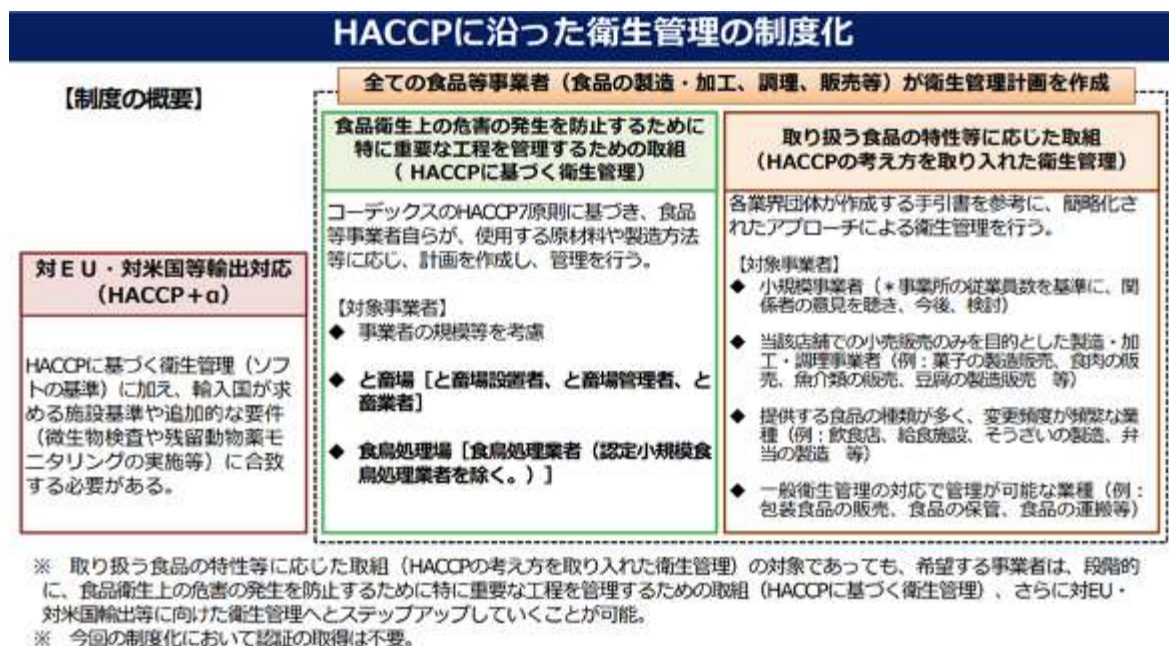 HACCPに沿った衛生管理の制度化
【制度の概要】
全ての食品等事業者（食品の製造・加工、調理、販売等）が衛生管理計画を作成
対ＥＵ・対米国等輸出対応
（HACCP＋α）
HACCPに基づく衛生管理（ソフ
トの基準）に加え、輸入国が求
める施設基準や追加的な要件
（微生物検査や残留動物薬モ
ニタリングの実施等）に合致
する必要がある。
食品衛生上の危害の発生を防止するために
特に重要な工程を管理するための取組
（ HACCPに基づく衛生管理）
コーデックスのHACCP7原則に基づき、食品
等事業者自らが、使用する原材料や製造方法
等に応じ、計画を作成し、管理を行う。
【対象事業者】
◆ 事業者の規模等を考慮
◆ と畜場［と畜場設置者、と畜場管理者、と
畜業者］
◆ 食鳥処理場［食鳥処理業者（認定小規模食
鳥処理業者を除く。）］
取り扱う食品の特性等に応じた取組
（HACCPの考え方を取り入れた衛生管理）
各業界団体が作成する手引書を参考に、簡略化さ
れたアプローチによる衛生管理を行う。
【対象事業者】
◆ 小規模事業者（＊事業所の従業員数を基準に、関
係者の意見を聴き、今後、検討）
◆ 当該店舗での小売販売のみを目的とした製造・加
工・調理事業者（例：菓子の製造販売、食肉の販
売、魚介類の販売、豆腐の製造販売　等）
◆ 提供する食品の種類が多く、変更頻度が頻繁な業
種（例：飲食店、給食施設、そうざいの製造、弁
当の製造　等）
◆ 一般衛生管理の対応で管理が可能な業種（例：
包装食品の販売、食品の保管、食品の運搬等）
※　取り扱う食品の特性等に応じた取組（HACCPの考え方を取り入れた衛生管理）の対象であっても、希望する事業者は、段階的
に、食品衛生上の危害の発生を防止するために特に重要な工程を管理するための取組（HACCPに基づく衛生管理）、さらに対EU・
対米国輸出等に向けた衛生管理へとステップアップしていくことが可能。
※　今回の制度化において認証の取得は不要。